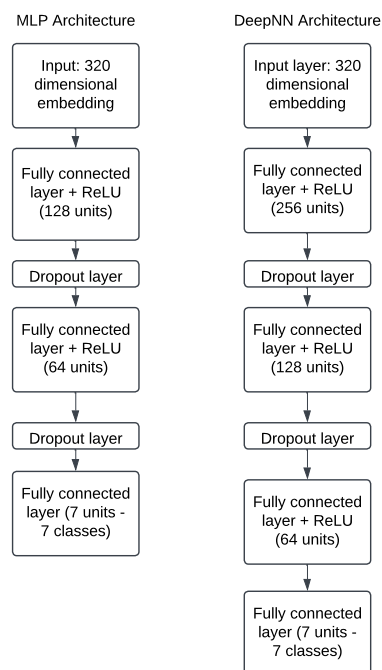 MLP Architecture
Input: 320
dimensional
embedding
Fully connected
layer + ReLU
(128 units)
Dropout layer
Fully connected
layer + ReLU
(64 units)
Dropout layer
Fully connected
layer (7 units -
7 classes)
DeepNN Architecture
Input layer: 320
dimensional
embedding
Fully connected
layer + ReLU
(256 units)
Dropout layer
Fully connected
layer + ReLU
(128 units)
Dropout layer
Fully connected
layer + ReLU
(64 units)
Fully connected
layer (7 units -
7 classes)